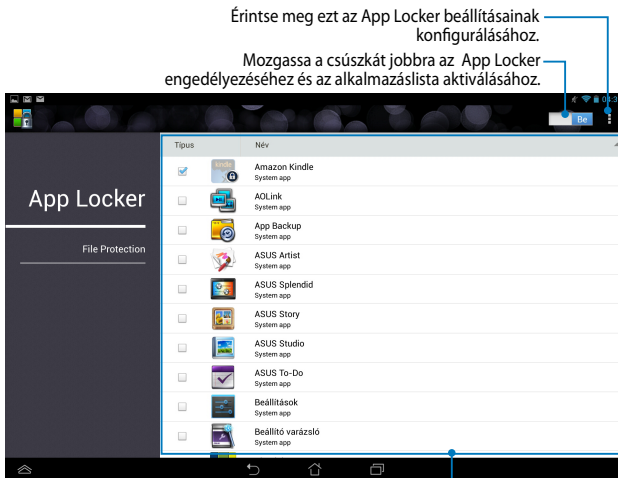 Érintse meg ezt az App Locker beállításainak
konfigurálásához.
Mozgassa a csúszkát jobbra az App Locker
engedélyezéséhez és az alkalmazáslista aktiválásához.
Be
Típus Név
App Locker
File Protection
Amazon Kindle
System app
AOLink
System app
App Backup
System app
ASUS Artist
System app
ASUS Splendid
System app
ASUS Story
System app
ASUS Studio
System app
ASUS To-Do
System app
Beállítások
System app
Beállító varázsló
System app